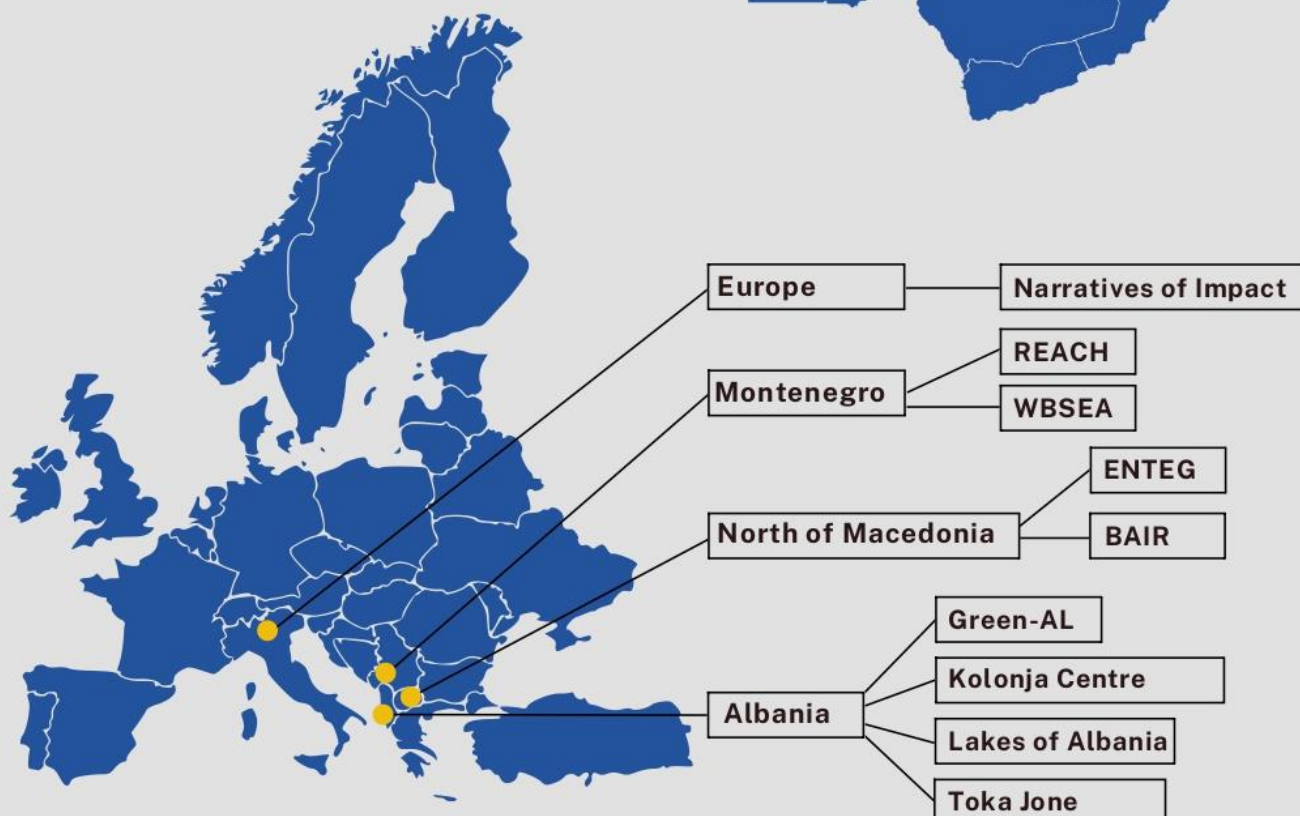 Europe
Narratives of Impact
Montenegro
REACH
WBSEA
North of Macedonia
ENTEG
BAIR
Albania
Green-AL
Kolonja Centre
Lakes of Albania
Toka Jone